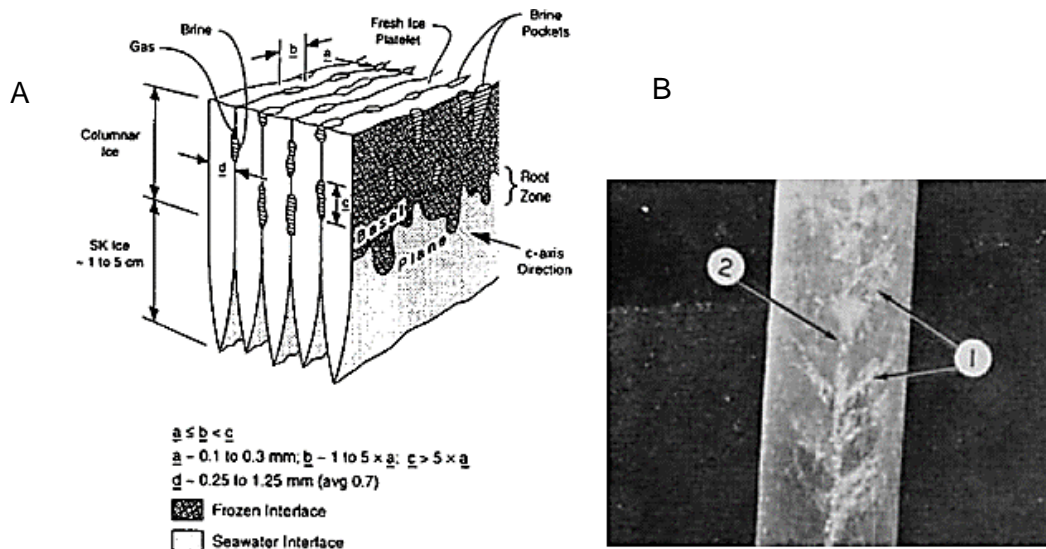 A
Gas
Brine
b
a
Fresh Ice
Platelet
Brine
Pockets
B
Columnar
Ice
d
c
Root
Zone
Basal
plane
SK Ice
~ 1 to 5 cm
c-axis
Direction
2
1
a ≤ b < c
a ~ 0.1 to 0.3 mm; b ~ 1 to 5 × a; c > 5 × a
d ~ 0.25 to 1.25 mm (avg 0.7)
Frozen Interface
Seawater Interface